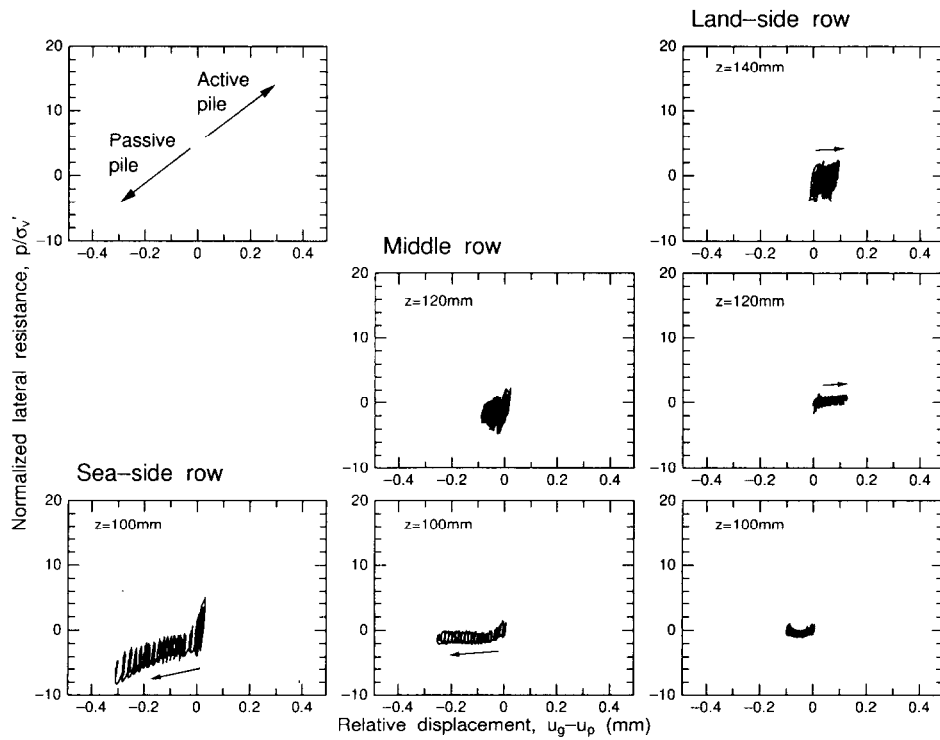 Land-side row
20
10
0
-10
Active
pile
Passive
pile
-0.4 -0.2 0 0.2 0.4
z=140mm
20
10
0
-10
-0.4 -0.2 0 0.2 0.4
Normalized lateral resistance, p/σv'
Middle row
z=120mm
20
10
0
-10
-0.4 -0.2 0 0.2 0.4
z=120mm
20
10
0
-10
-0.4 -0.2 0 0.2 0.4
Sea-side row
z=100mm
20
10
0
-10
-0.4 -0.2 0 0.2 0.4
z=100mm
20
10
0
-10
-0.4 -0.2 0 0.2 0.4
z=100mm
20
10
0
-10
-0.4 -0.2 0 0.2 0.4
Relative displacement, ug-up (mm)